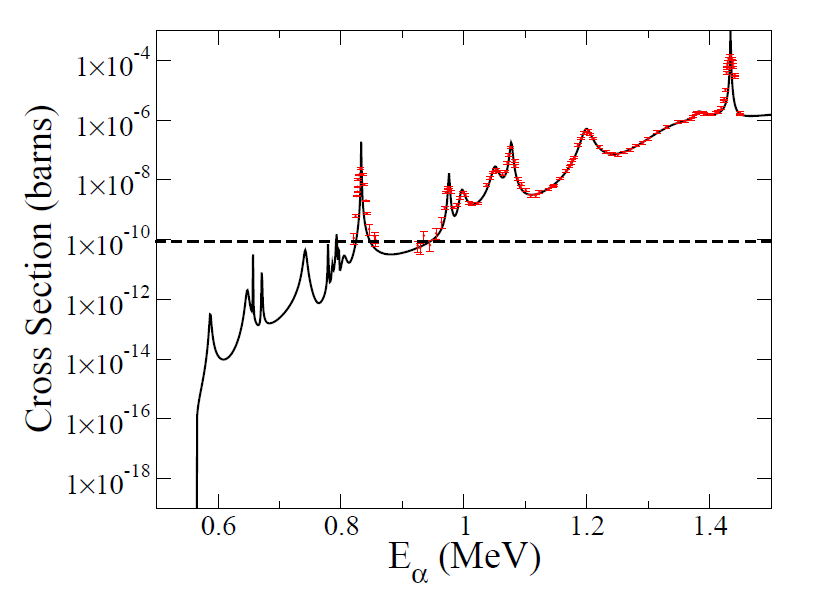 Cross Section (barns)
1×10⁻⁴
1×10⁻⁶
1×10⁻⁸
1×10⁻¹⁰
1×10⁻¹²
1×10⁻¹⁴
1×10⁻¹⁶
1×10⁻¹⁸
0.6 0.8 1 1.2 1.4
E_α (MeV)